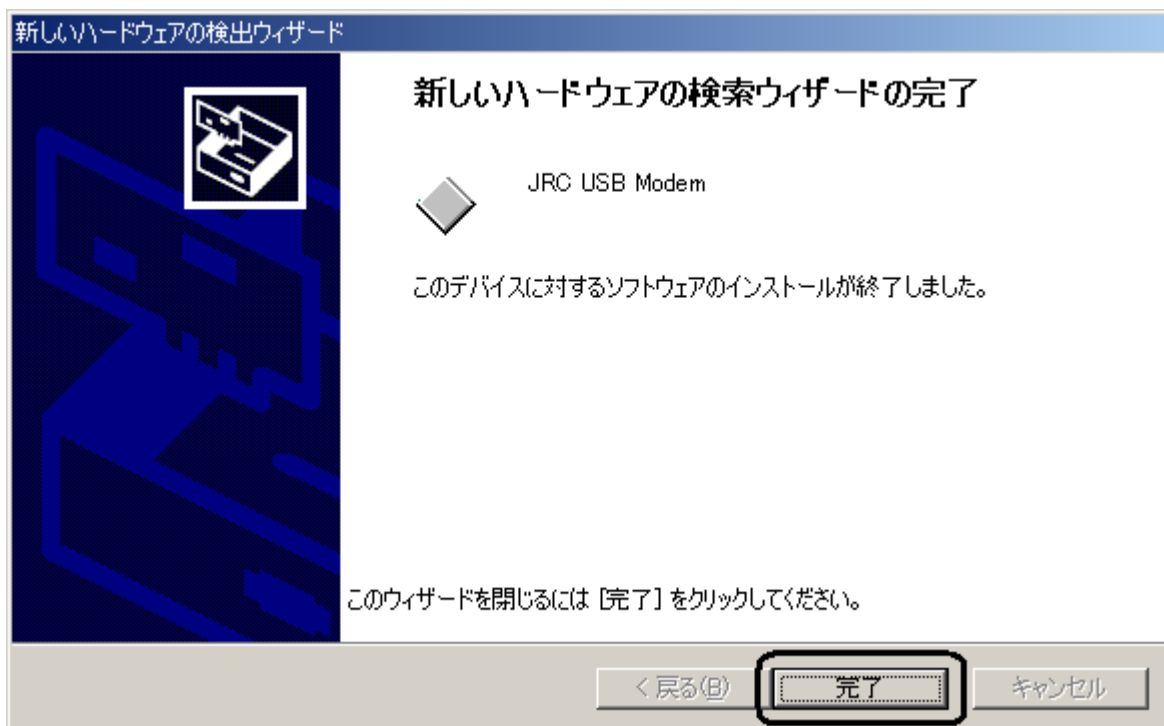 新しいハードウェアの検出ウィザード
新しいハードウェアの検索ウィザードの完了
JRC USB Modem
このデバイスに対するソフトウェアのインストールが終了しました。
このウィザードを閉じるには [完了] をクリックしてください。
< 戻る(B) 完了 キャンセル